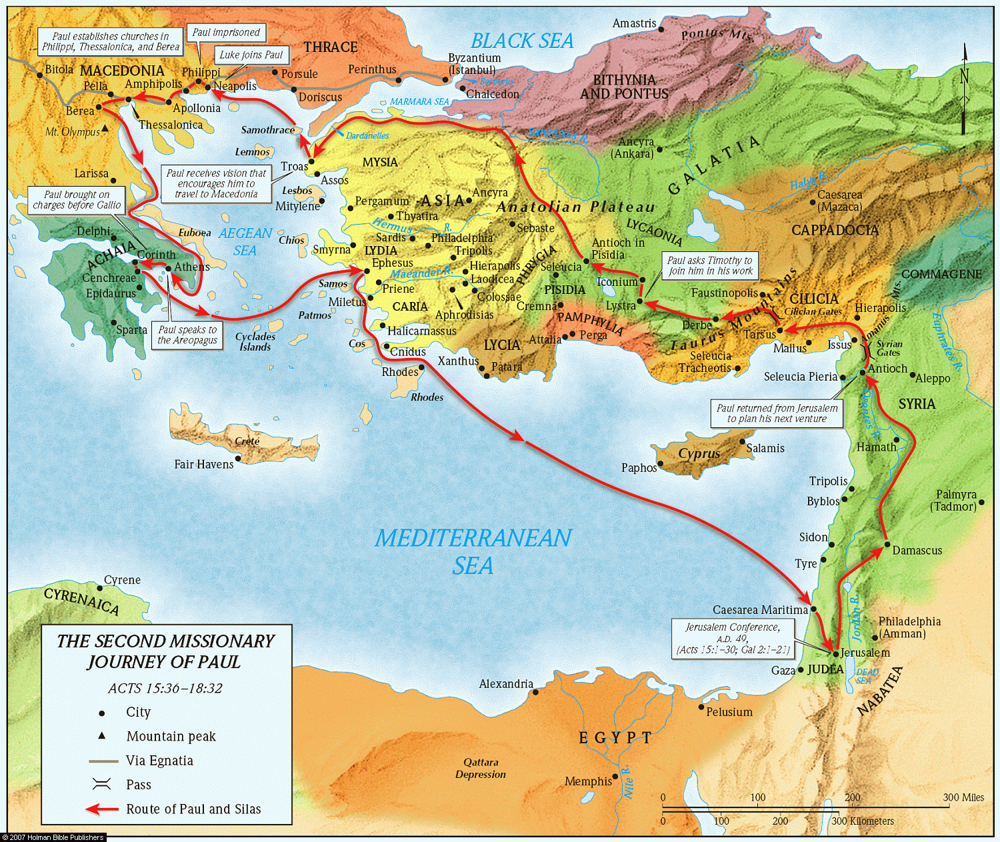 Paul establishes churches in
Philippi, Thessalonica, and Berea
Paul imprisoned
Luke joins Paul
THRACE
BLACK SEA
Amastris
Pontus Mts.
Bitola
MACEDONIA
Philippi
Porsule
Perinthus
Byzantium
(Istanbul)
Bosporus
Chalcedon
BITHYNIA
AND PONTUS
N
Pella
Amphipolis
Neapolis
Doriscus
MARMARA SEA
Berea
Apollonia
Thessalonica
Mt. Olympus
Samothrace
Dardanelles
Sangarius R.
Ancyra
(Ankara)
GALATIA
Lemnos
Troas
MYSIA
Assos
Larissa
Paul receives vision that
encourages him to
travel to Macedonia
Lesbos
Mitylene
Halys R.
Caesarea
(Mazaca)
Paul brought on
charges before Gallio
Pergamum
ASIA
Ancyra
Anatolian Plateau
Thyatira
Hermus R.
Sebaste
LYCAONIA
CAPPADOCIA
Delphi
Euboea
AEGEAN
SEA
Chios
Smyrna
Sardis
LYDIA
Philadelphia
Tripolis
PHRYGIA
Antioch in
Pisidia
Paul asks Timothy to
join him in his work
ACHAIA
Corinth
Athens
Cenchreae
Epidaurus
Ephesus
Maeander R.
Hierapolis
Laodicea
Colossae
Seleucia
Iconium
COMMAGENE
Samos
Priene
Miletus
CARIA
Aphrodisias
PISIDIA
Cremna
Lystra
Faustinopolis
CILICIA
Cilician Gates
Hierapolis
Amanus Mts.
Euphrates R.
Patmos
Sparta
Paul speaks to
the Areopagus
Cyclades
Islands
Halicarnassus
Cos
Cnidus
PAMPHYLIA
Perga
Attalia
Derbe
Taurus Mountains
Tarsus
Mallus
Issus
Syrian
Gates
LYCIA
Xanthus
Patara
Seleucia
Tracheotis
Rhodes
Rhodes
Seleucia Pieria
Antioch
Aleppo
Paul returned from Jerusalem
to plan his next venture
Orontes R.
SYRIA
Crete
Fair Havens
Cyprus
Salamis
Paphos
Hamath
Tripolis
Byblos
Palmyra
(Tadmor)
MEDITERRANEAN
SEA
Sidon
Tyre
Damascus
Cyrene
CYRENAICA
Caesarea Maritima
Jordan R.
Philadelphia
(Amman)
Jerusalem Conference,
A.D. 49,
(Acts 15:1–30; Gal 2:1–21)
Jerusalem
Gaza
JUDEA
DEAD
SEA
NABATEA
Alexandria
Pelusium
EGYPT
Qattara
Depression
Memphis
Nile R.
THE SECOND MISSIONARY
JOURNEY OF PAUL
ACTS 15:36–18:32
City
Mountain peak
Via Egnatia
Pass
Route of Paul and Silas
0 100 200 300 Miles
0 100 200 300 Kilometers
© 2007 Holman Bible Publishers